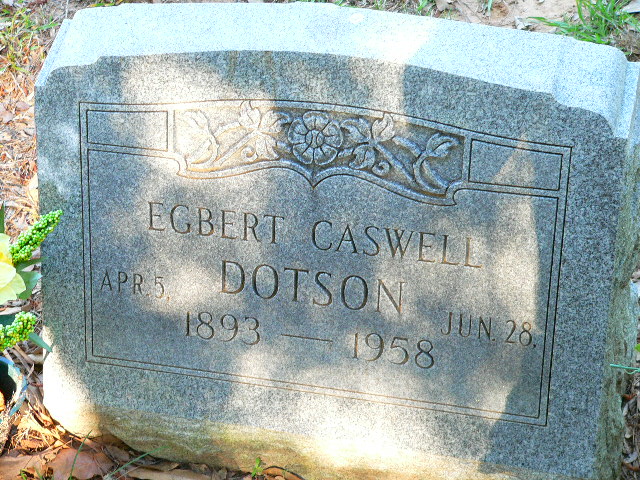 EGBERT CASWELL
DOTSON
APR. 5, JUN. 28,
1893 — 1958